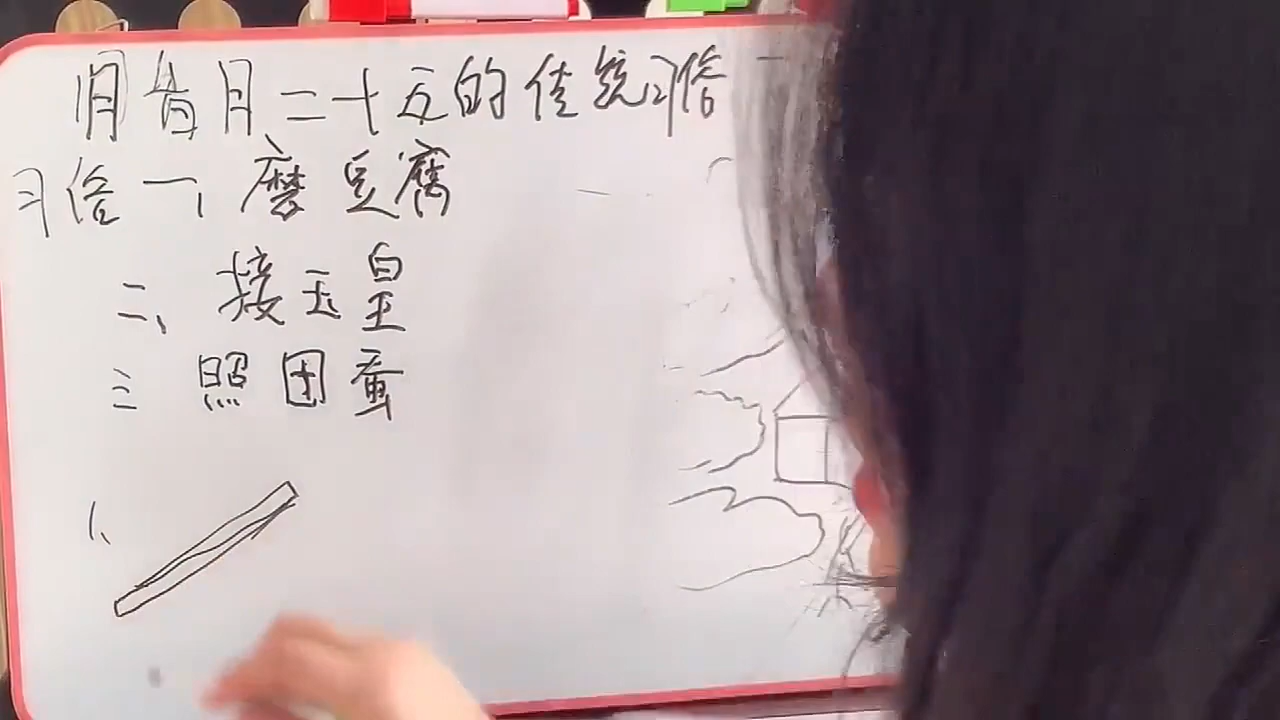 腊月二十五的传统习俗
习俗一、磨豆腐
二、接玉皇
三 照田蚕
1、